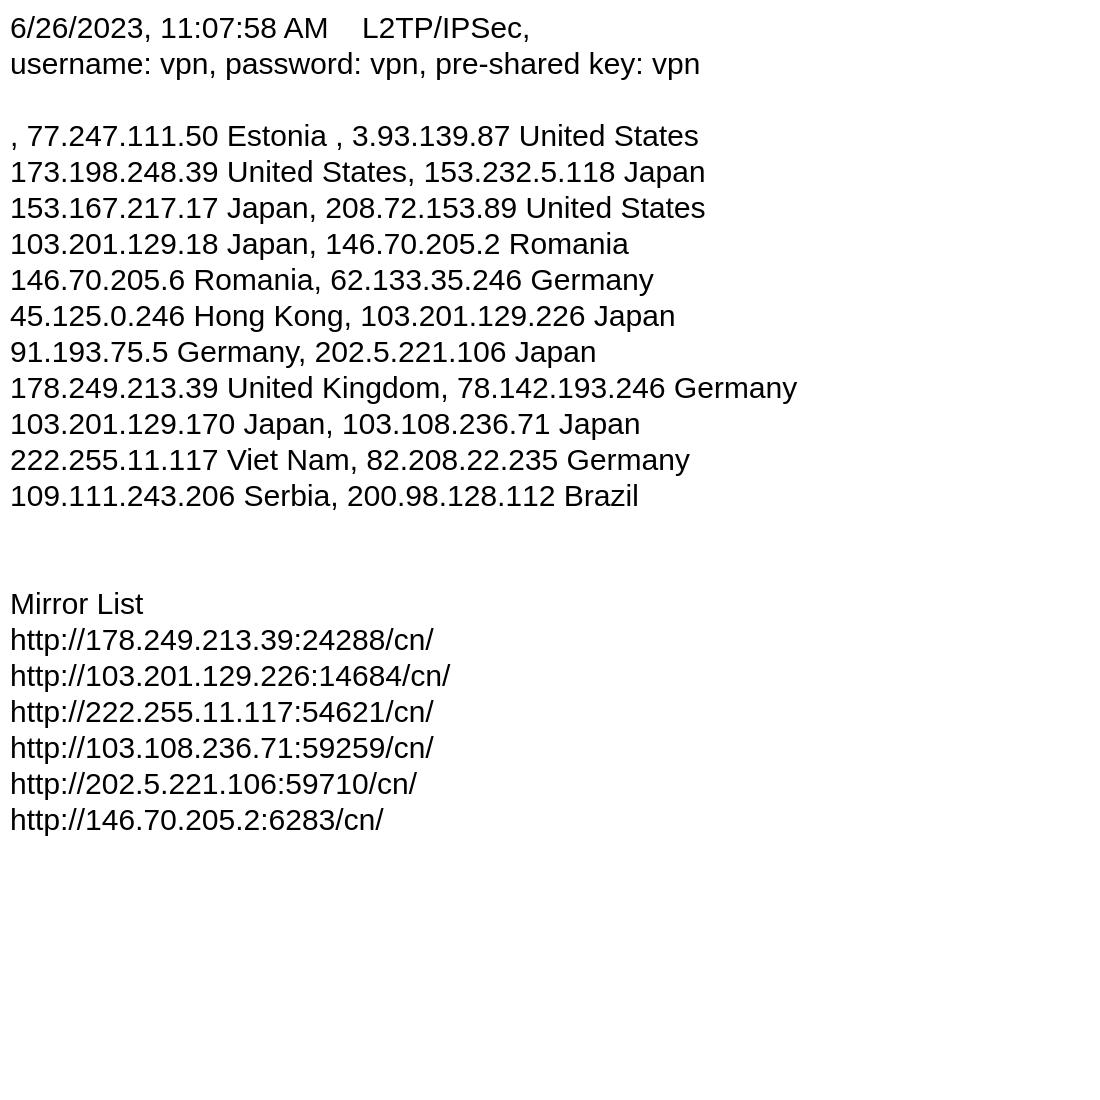 6/26/2023, 11:07:58 AM    L2TP/IPSec,
username: vpn, password: vpn, pre-shared key: vpn
, 77.247.111.50 Estonia , 3.93.139.87 United States
173.198.248.39 United States, 153.232.5.118 Japan
153.167.217.17 Japan, 208.72.153.89 United States
103.201.129.18 Japan, 146.70.205.2 Romania
146.70.205.6 Romania, 62.133.35.246 Germany
45.125.0.246 Hong Kong, 103.201.129.226 Japan
91.193.75.5 Germany, 202.5.221.106 Japan
178.249.213.39 United Kingdom, 78.142.193.246 Germany
103.201.129.170 Japan, 103.108.236.71 Japan
222.255.11.117 Viet Nam, 82.208.22.235 Germany
109.111.243.206 Serbia, 200.98.128.112 Brazil
Mirror List
http://178.249.213.39:24288/cn/
http://103.201.129.226:14684/cn/
http://222.255.11.117:54621/cn/
http://103.108.236.71:59259/cn/
http://202.5.221.106:59710/cn/
http://146.70.205.2:6283/cn/